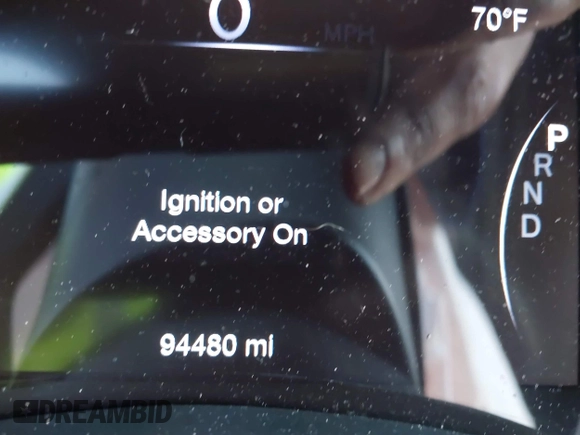 0
MPH
70°F
P
R
N
D
Ignition or
Accessory On
94480 mi
DREAMBID